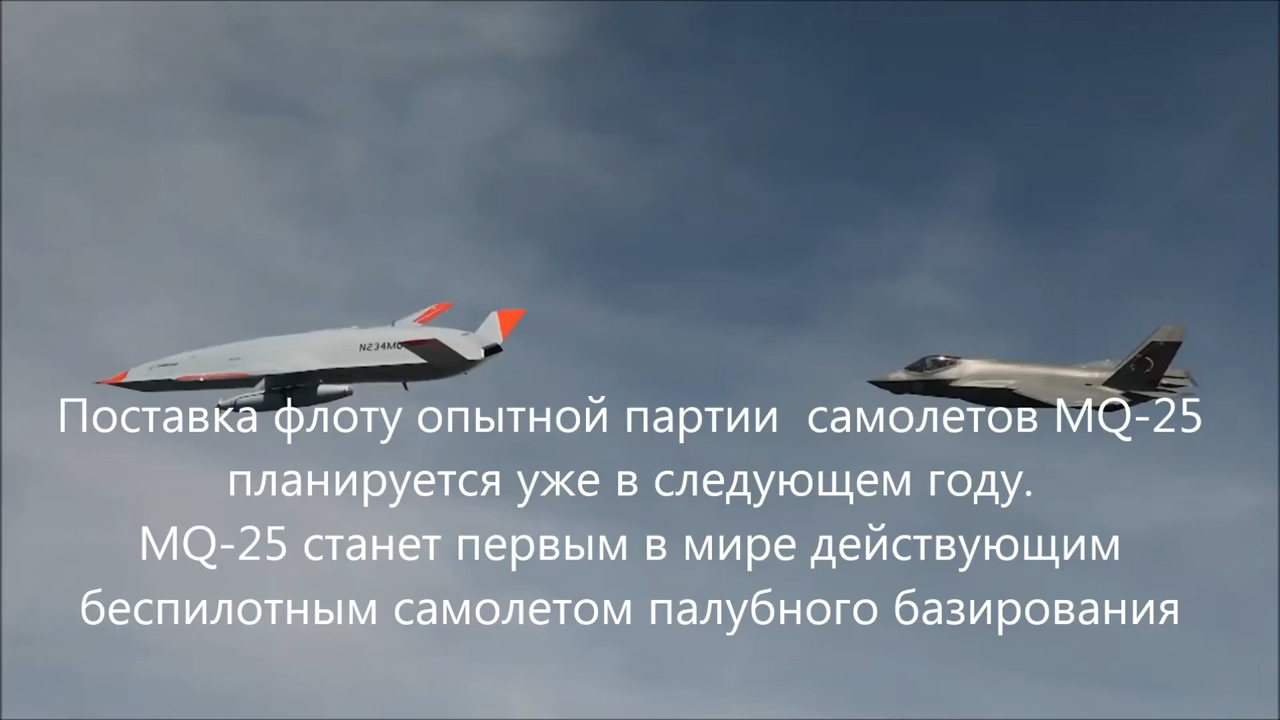 N234MQ
Поставка флоту опытной партии  самолетов MQ-25
планируется уже в следующем году.
MQ-25 станет первым в мире действующим
беспилотным самолетом палубного базирования